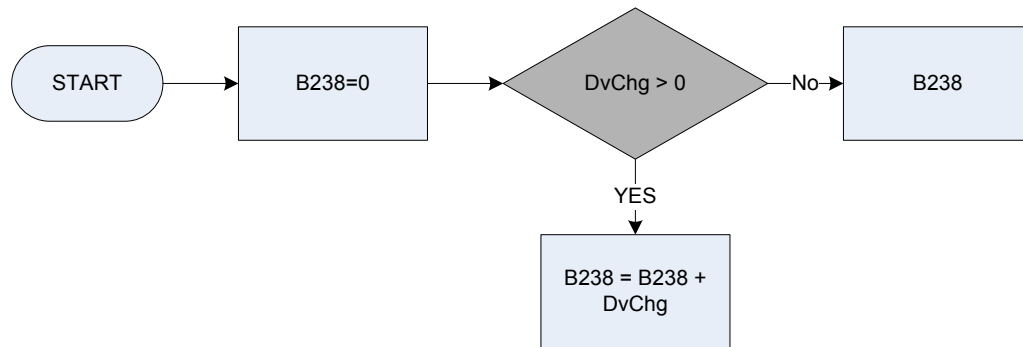 START
B238=0
DvChg > 0
No
B238
YES
B238 = B238 +
DvChg